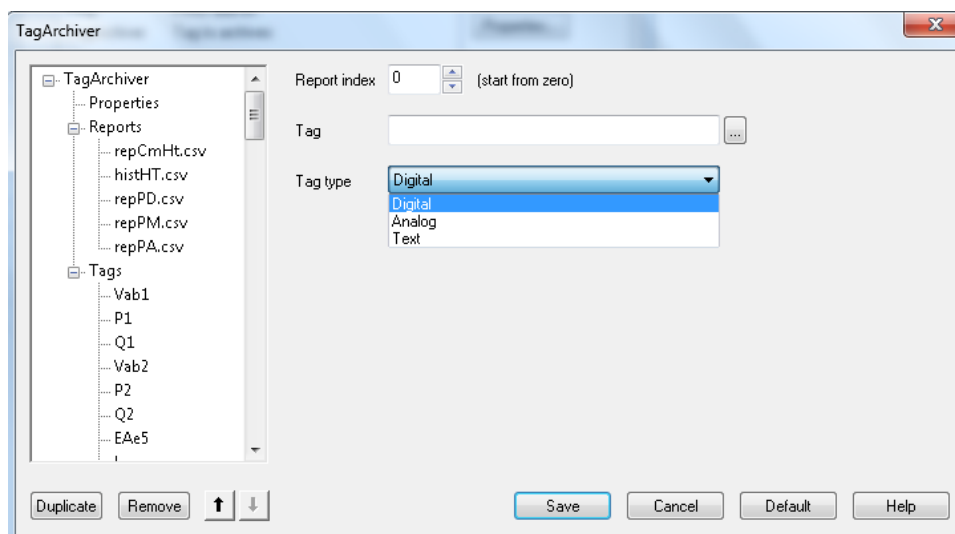 TagArchiver
TagArchiver
Properties
Reports
repCmHt.csv
histHT.csv
repPD.csv
repPM.csv
repPA.csv
Tags
Vab1
P1
Q1
Vab2
P2
Q2
EAe5
Report index 0 (start from zero)
Tag ...
Tag type Digital
Digital
Analog
Text
Duplicate Remove Save Cancel Default Help